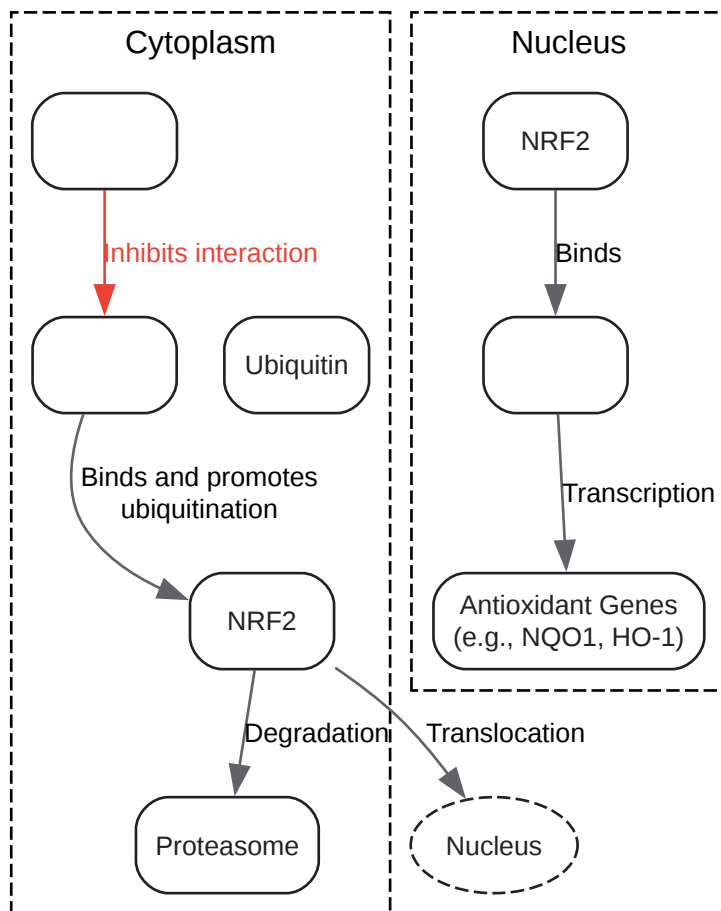 Cytoplasm
Nucleus
NRF2
Inhibits interaction
Binds
Ubiquitin
Binds and promotes
ubiquitination
Transcription
Antioxidant Genes
(e.g., NQO1, HO-1)
NRF2
Degradation
Translocation
Proteasome
Nucleus